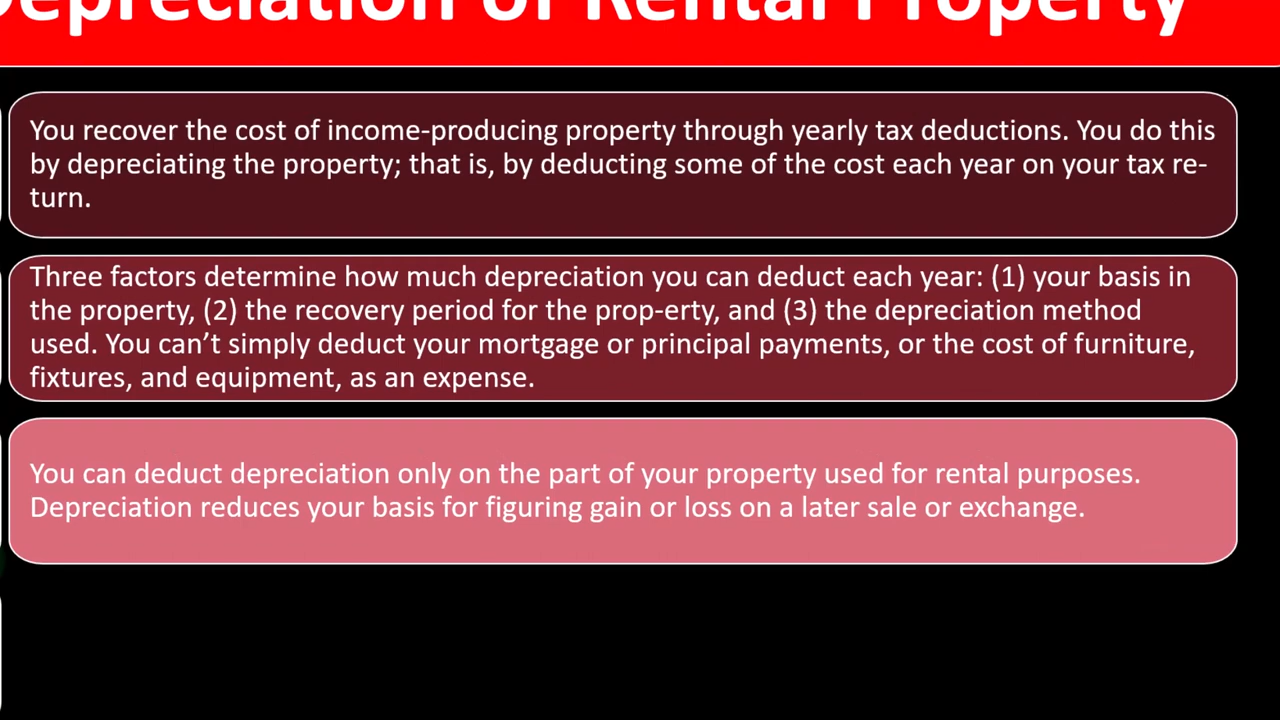 Depreciation of Rental Property
You recover the cost of income-producing property through yearly tax deductions. You do this
by depreciating the property; that is, by deducting some of the cost each year on your tax re-
turn.
Three factors determine how much depreciation you can deduct each year: (1) your basis in
the property, (2) the recovery period for the prop-erty, and (3) the depreciation method
used. You can’t simply deduct your mortgage or principal payments, or the cost of furniture,
fixtures, and equipment, as an expense.
You can deduct depreciation only on the part of your property used for rental purposes.
Depreciation reduces your basis for figuring gain or loss on a later sale or exchange.